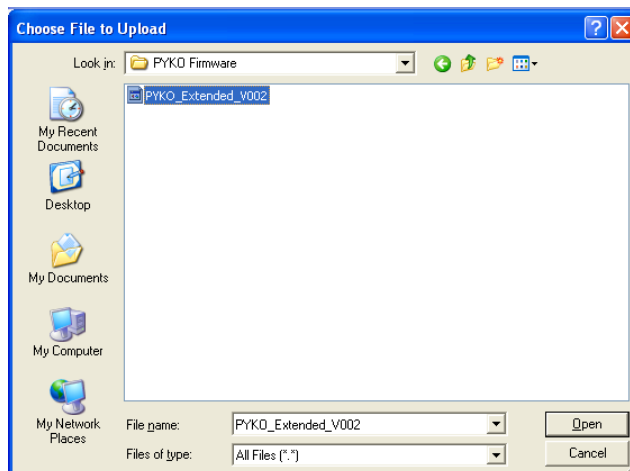 Choose File to Upload
Look in:
PYKO Firmware
PYKO_Extended_V002
My Recent
Documents
Desktop
My Documents
My Computer
My Network
Places
File name:
PYKO_Extended_V002
Open
Files of type:
All Files (*.*)
Cancel